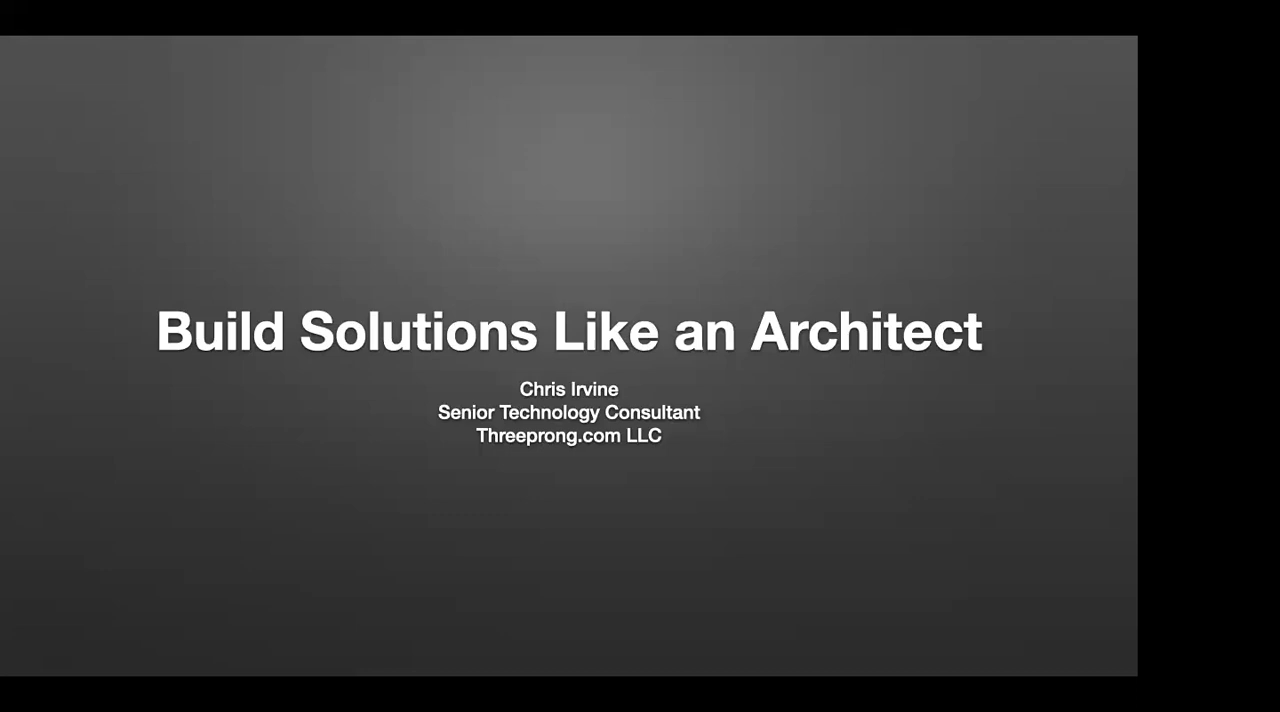 Build Solutions Like an Architect
Chris Irvine
Senior Technology Consultant
Threeprong.com LLC